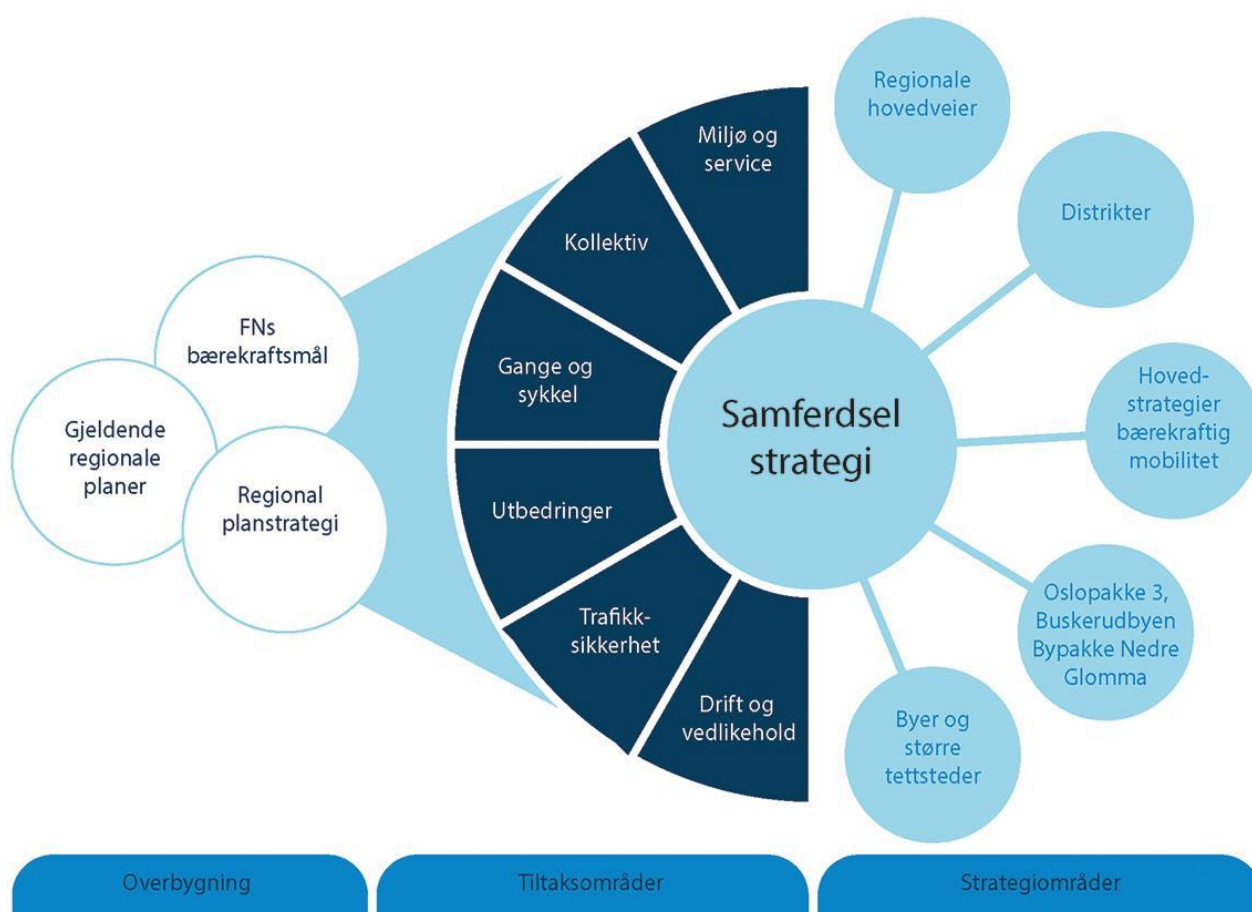 FNs
bærekraftsmål
Gjeldende
regionale
planer
Regional
planstrategi
Miljø og
service
Kollektiv
Gange og
sykkel
Utbedringer
Trafikk-
sikkerhet
Drift og
vedlikehold
Samferdsel
strategi
Regionale
hovedveier
Distrikter
Hoved-
strategier
bærekraftig
mobilitet
Oslopakke 3,
Buskerudbyen
Bypakke Nedre
Glomma
Byer og
større
tettsteder
Overbygning
Tiltaksområder
Strategiområder